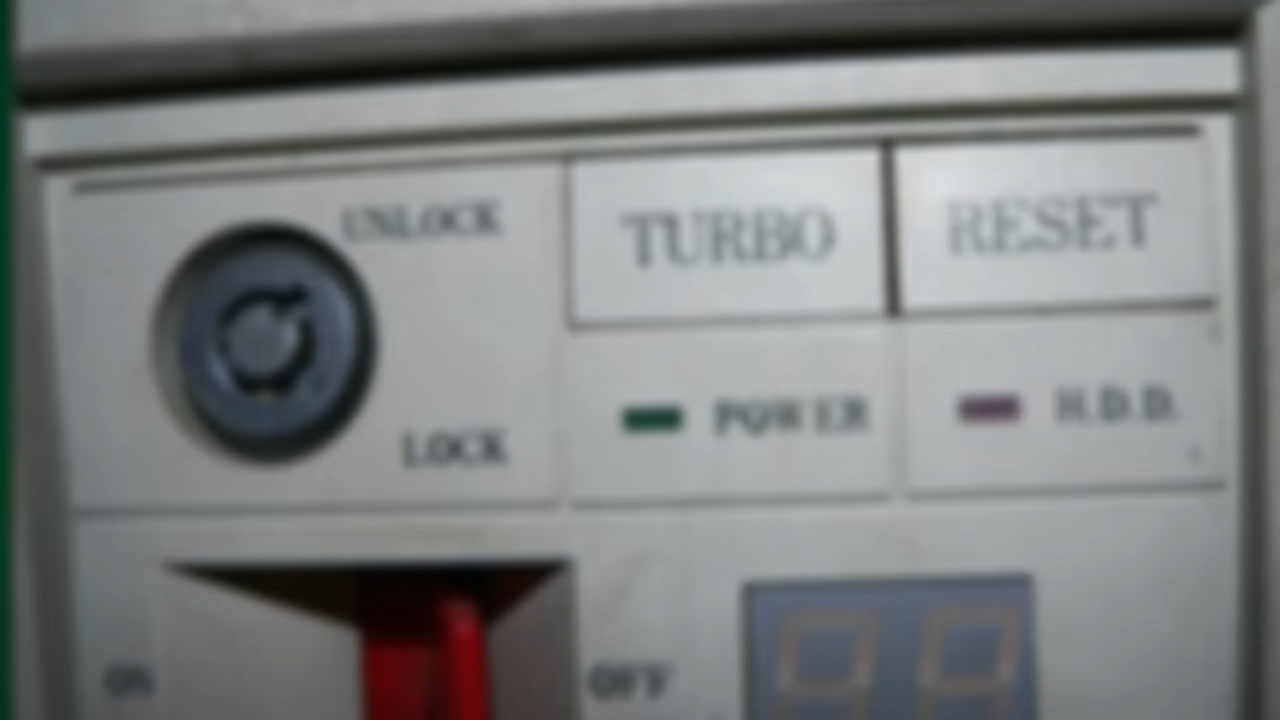 UNLOCK
TURBO
RESET
LOCK
POWER
H.D.D.
ON
OFF